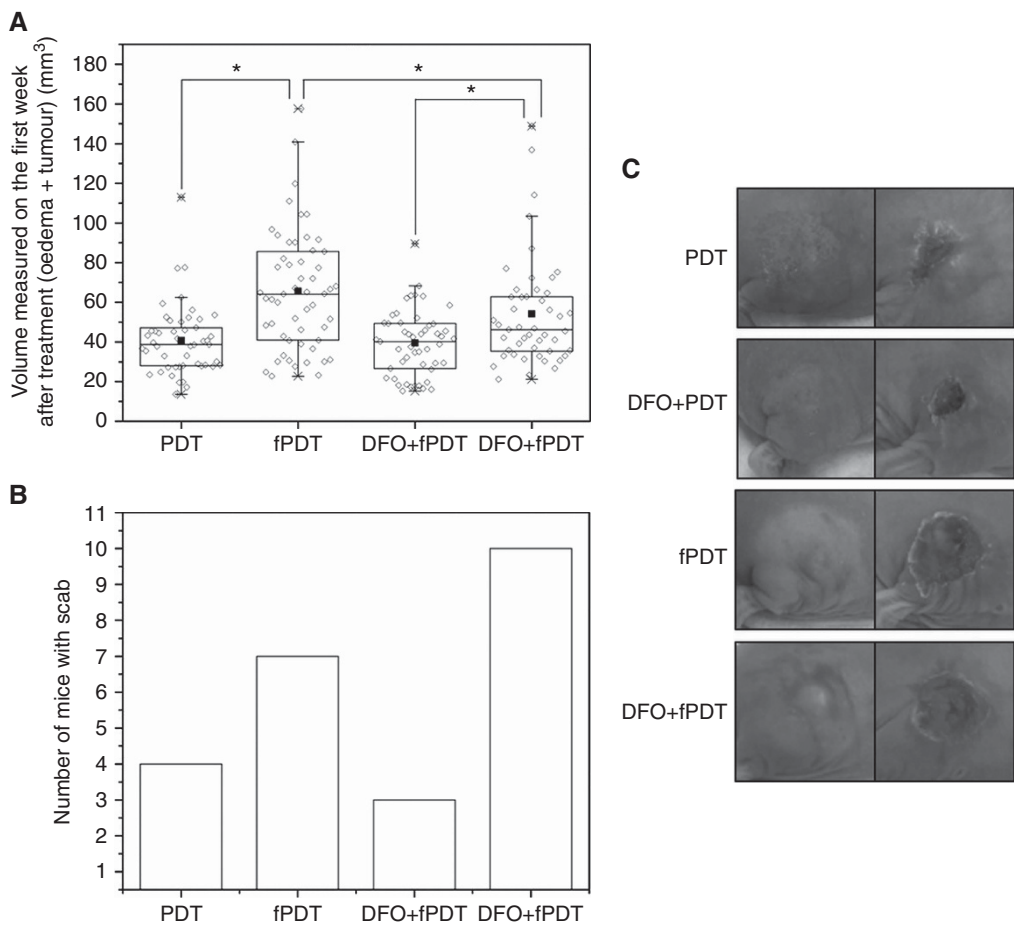 A
Volume measured on the first week
after treatment (oedema + tumour) (mm³)
180
160
140
120
100
80
60
40
20
0
*
*
*
PDT
fPDT
DFO+fPDT
DFO+fPDT
B
Number of mice with scab
11
10
9
8
7
6
5
4
3
2
1
PDT
fPDT
DFO+fPDT
DFO+fPDT
C
PDT
DFO+PDT
fPDT
DFO+fPDT